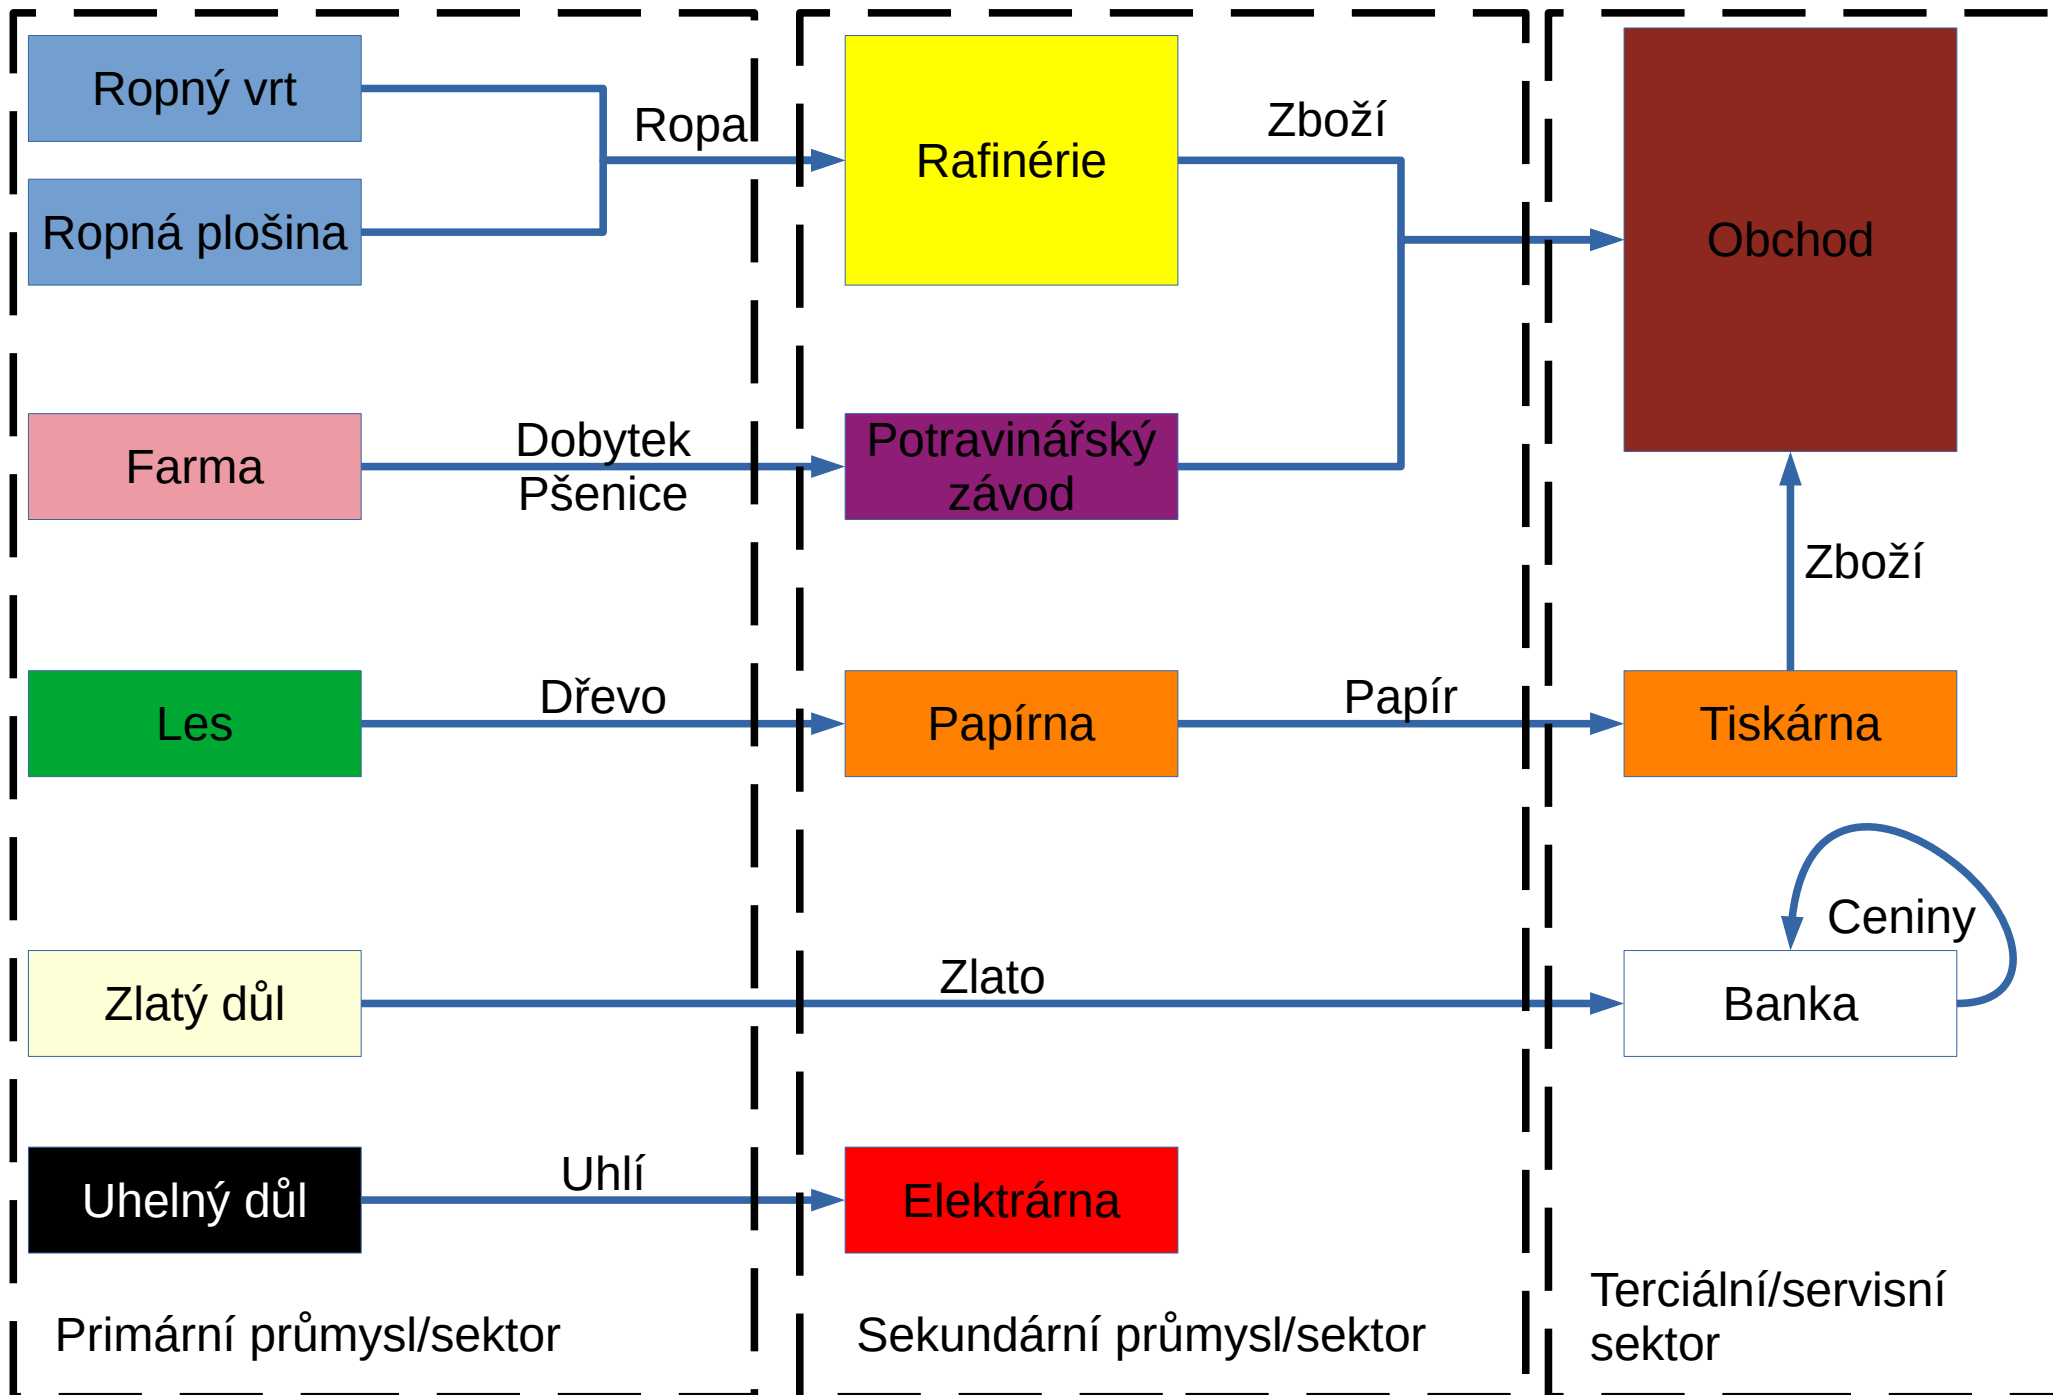 Ropný vrt
Ropa
Rafinérie
Zboží
Obchod
Ropná plošina
Farma
Dobytek
Pšenice
Potravinářský
závod
Zboží
Les
Dřevo
Papírna
Papír
Tiskárna
Ceniny
Zlatý důl
Zlato
Banka
Uhelný důl
Uhlí
Elektrárna
Primární průmysl/sektor
Sekundární průmysl/sektor
Terciální/servisní
sektor